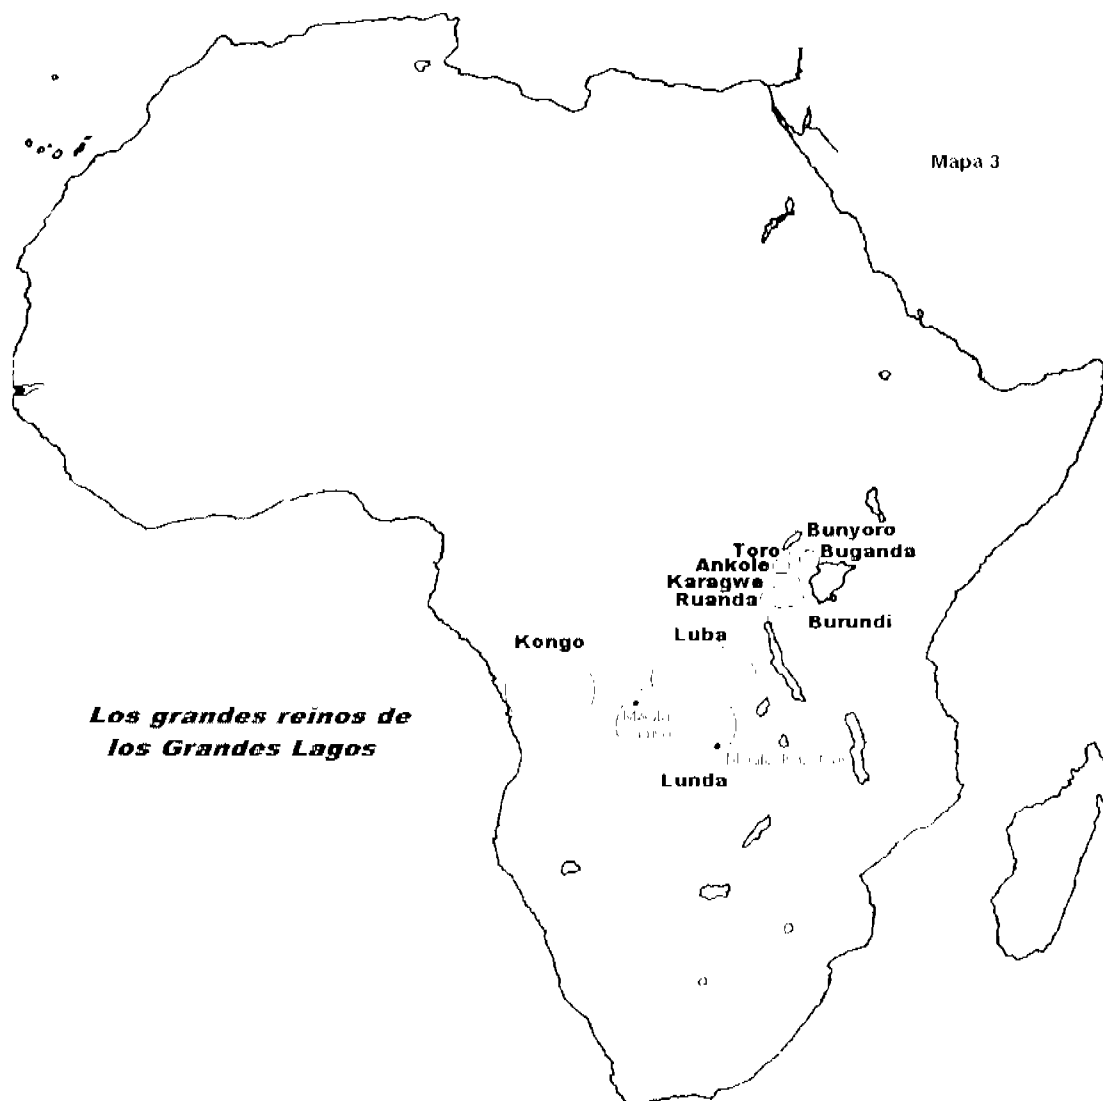 Mapa 3
Bunyoro
Toro
Buganda
Ankole
Karagwe
Ruanda
Burundi
Luba
Kongo
Los grandes reinos de
los Grandes Lagos
Lunda